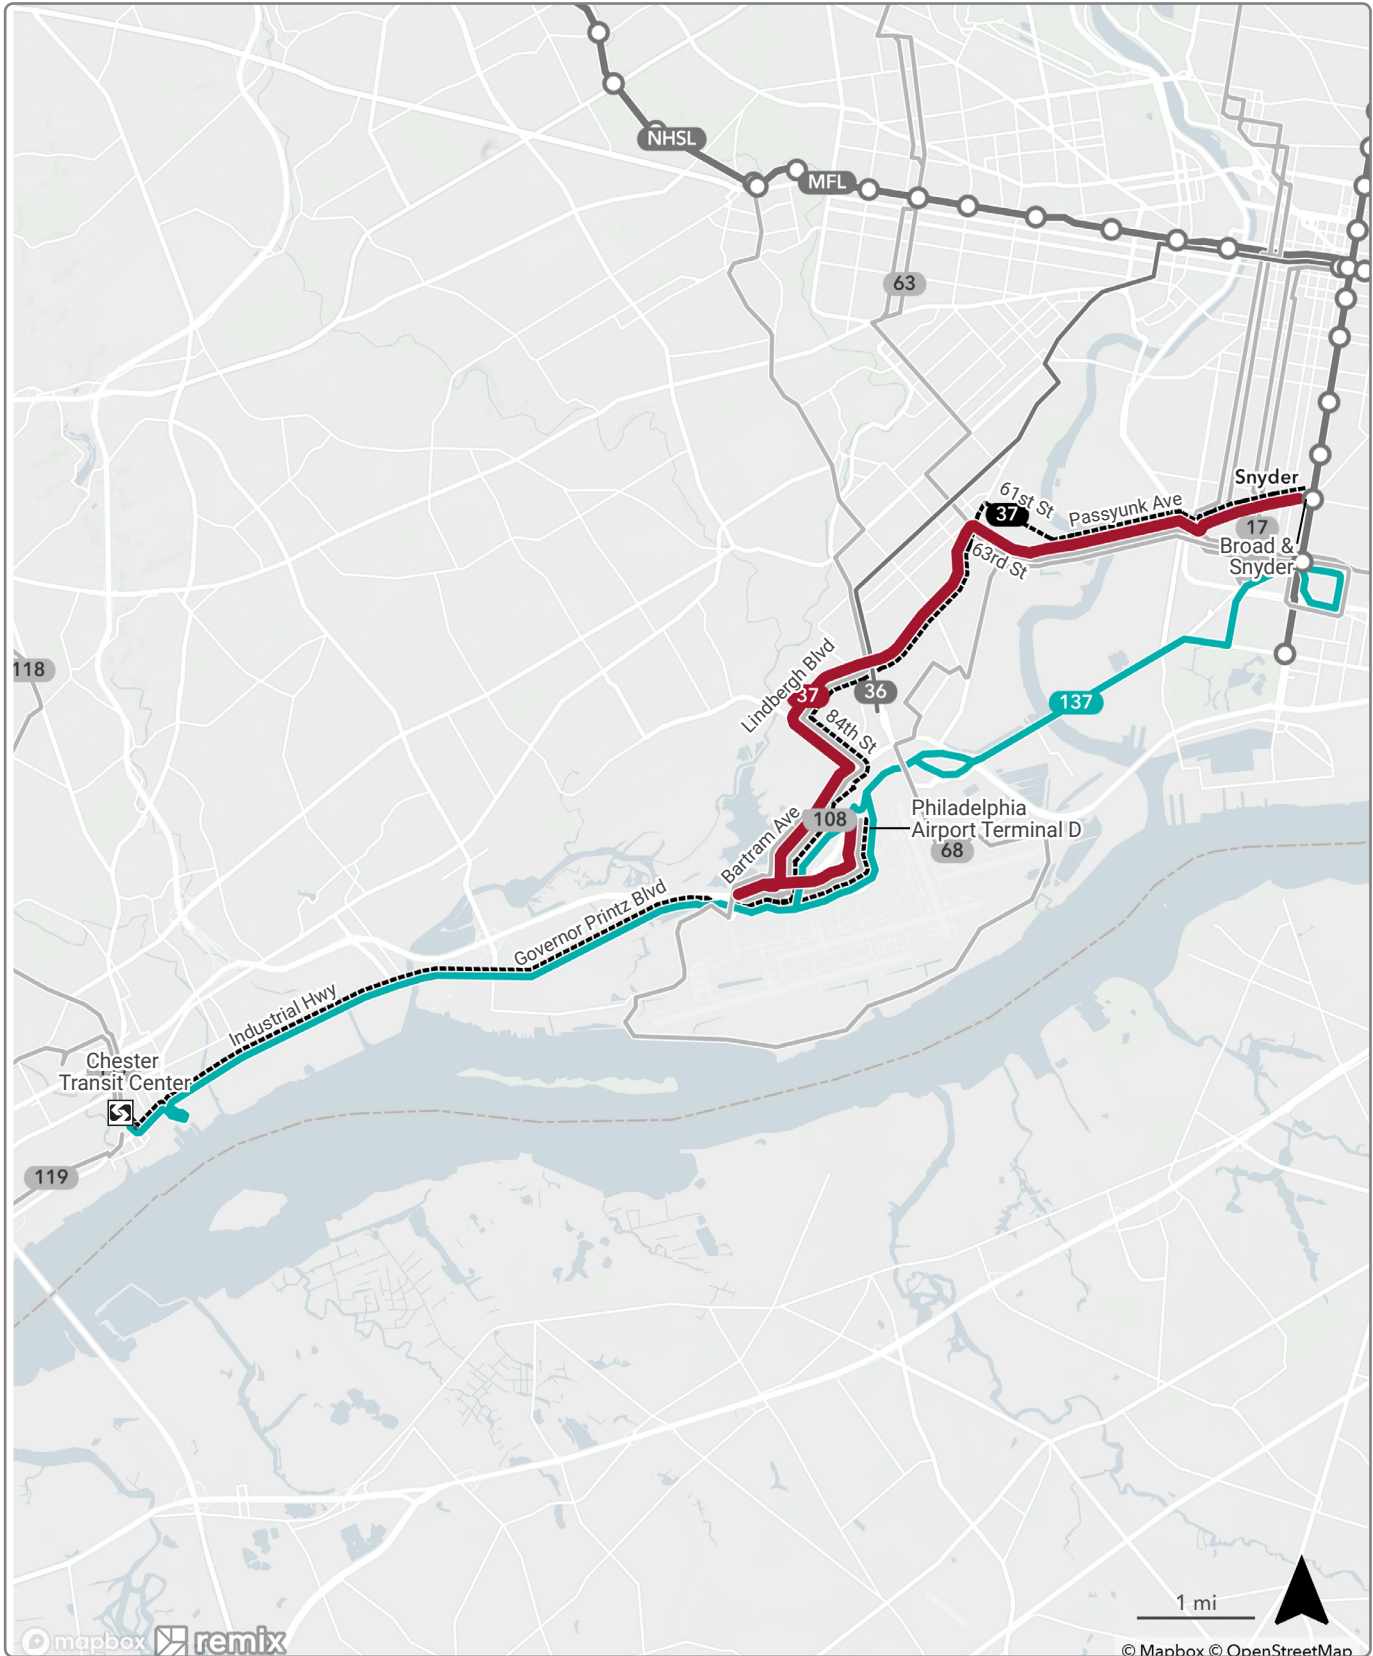 NHSL
MFL
63
61st St
37
Passyunk Ave
Snyder
17
Broad &
Snyder
63rd St
118
Lindbergh Blvd
37
36
137
84th St
Bartram Ave
108
Philadelphia
Airport Terminal D
68
Governor Printz Blvd
Industrial Hwy
Chester
Transit Center
119
1 mi
mapbox
remix
© Mapbox © OpenStreetMap